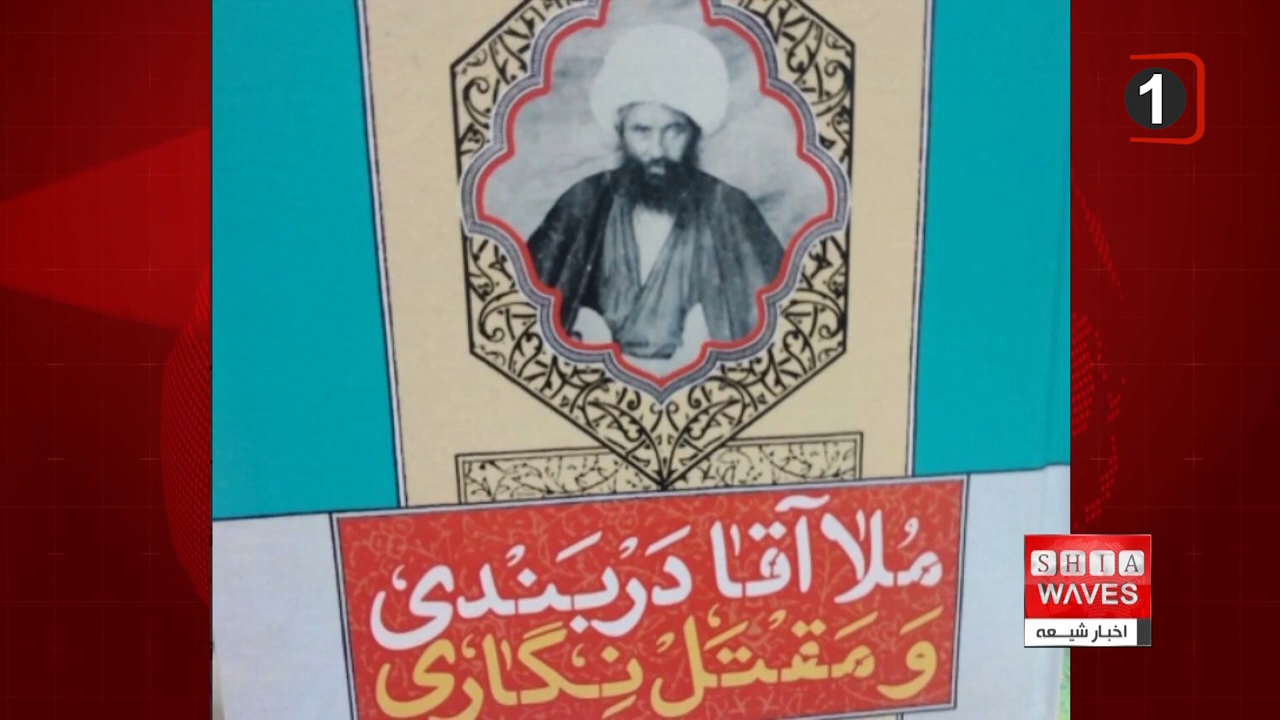 1
مُلا آقا دَربَندی
وَ مَقتَل نِگاری
SHIA
WAVES
اخبار شیعه